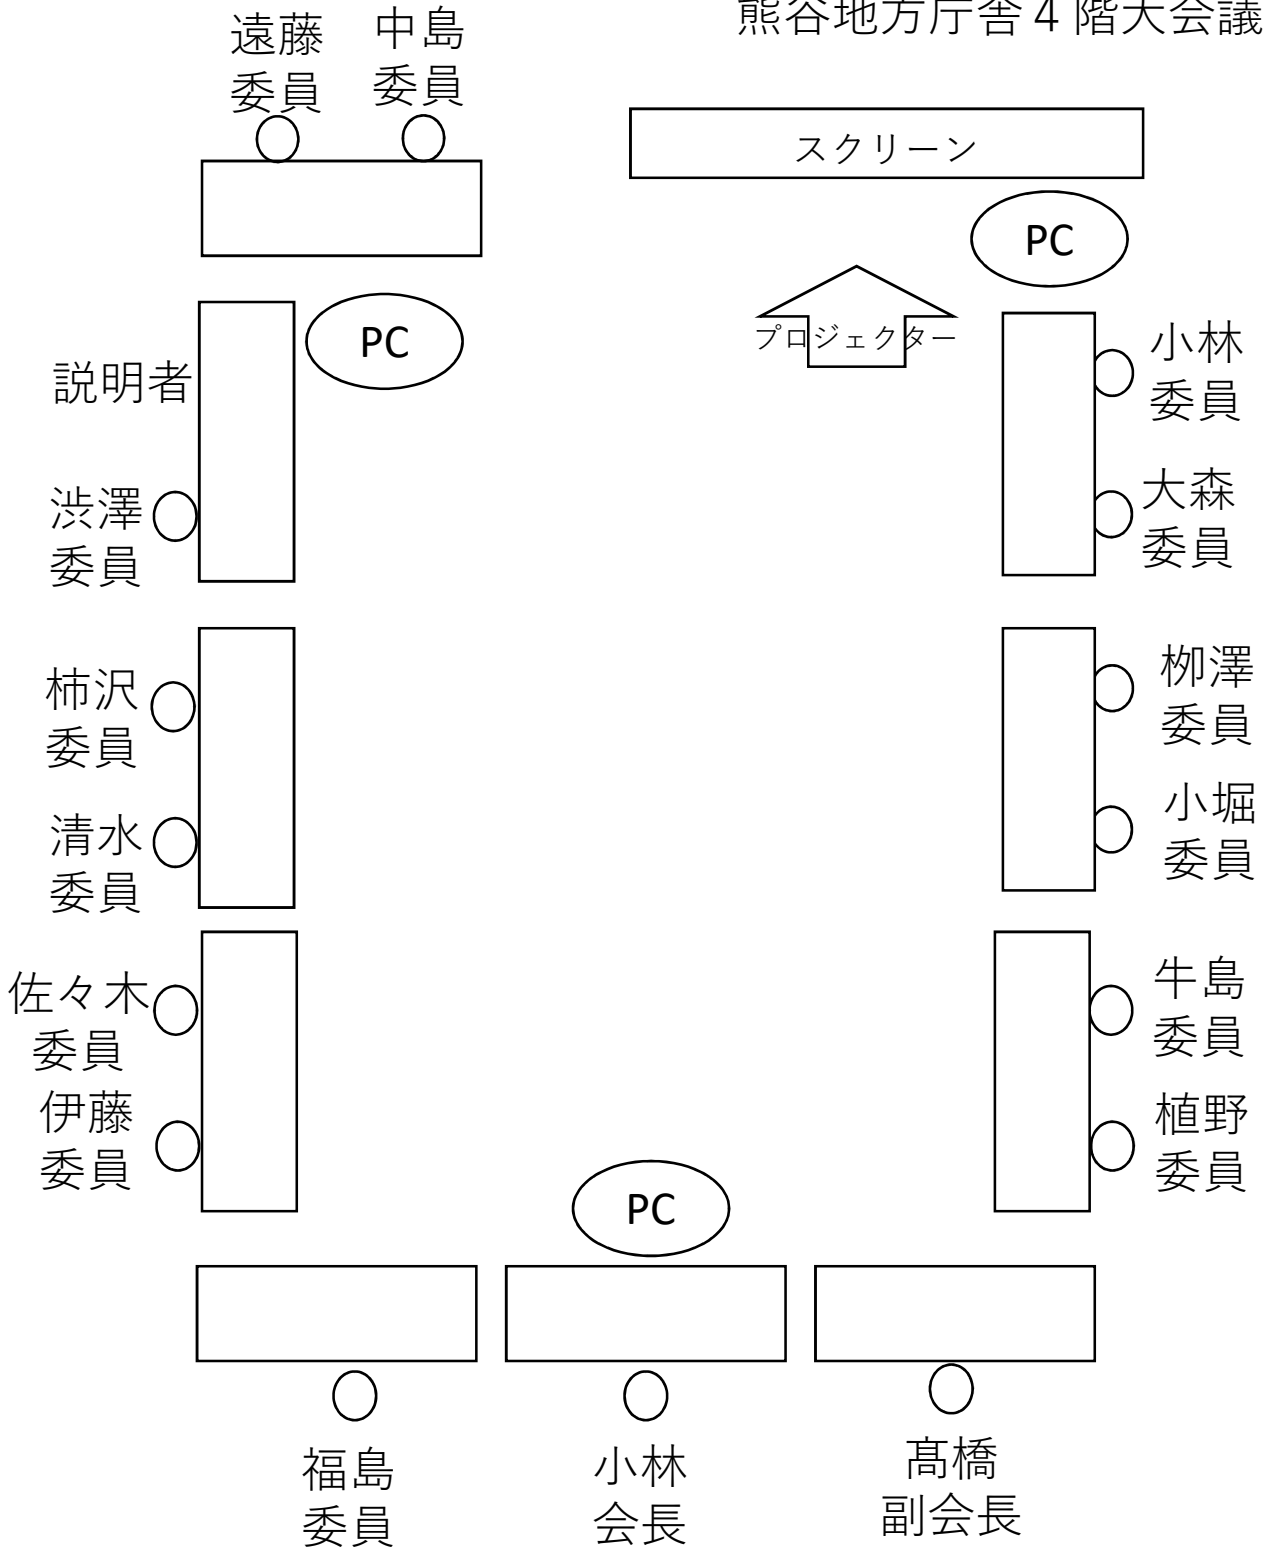 熊谷地方庁舎４階大会議
遠藤
委員
中島
委員
スクリーン
PC
PC
プロジェクター
説明者
小林
委員
渋澤
委員
大森
委員
柿沢
委員
栁澤
委員
清水
委員
小堀
委員
佐々木
委員
牛島
委員
伊藤
委員
植野
委員
PC
福島
委員
小林
会長
髙橋
副会長